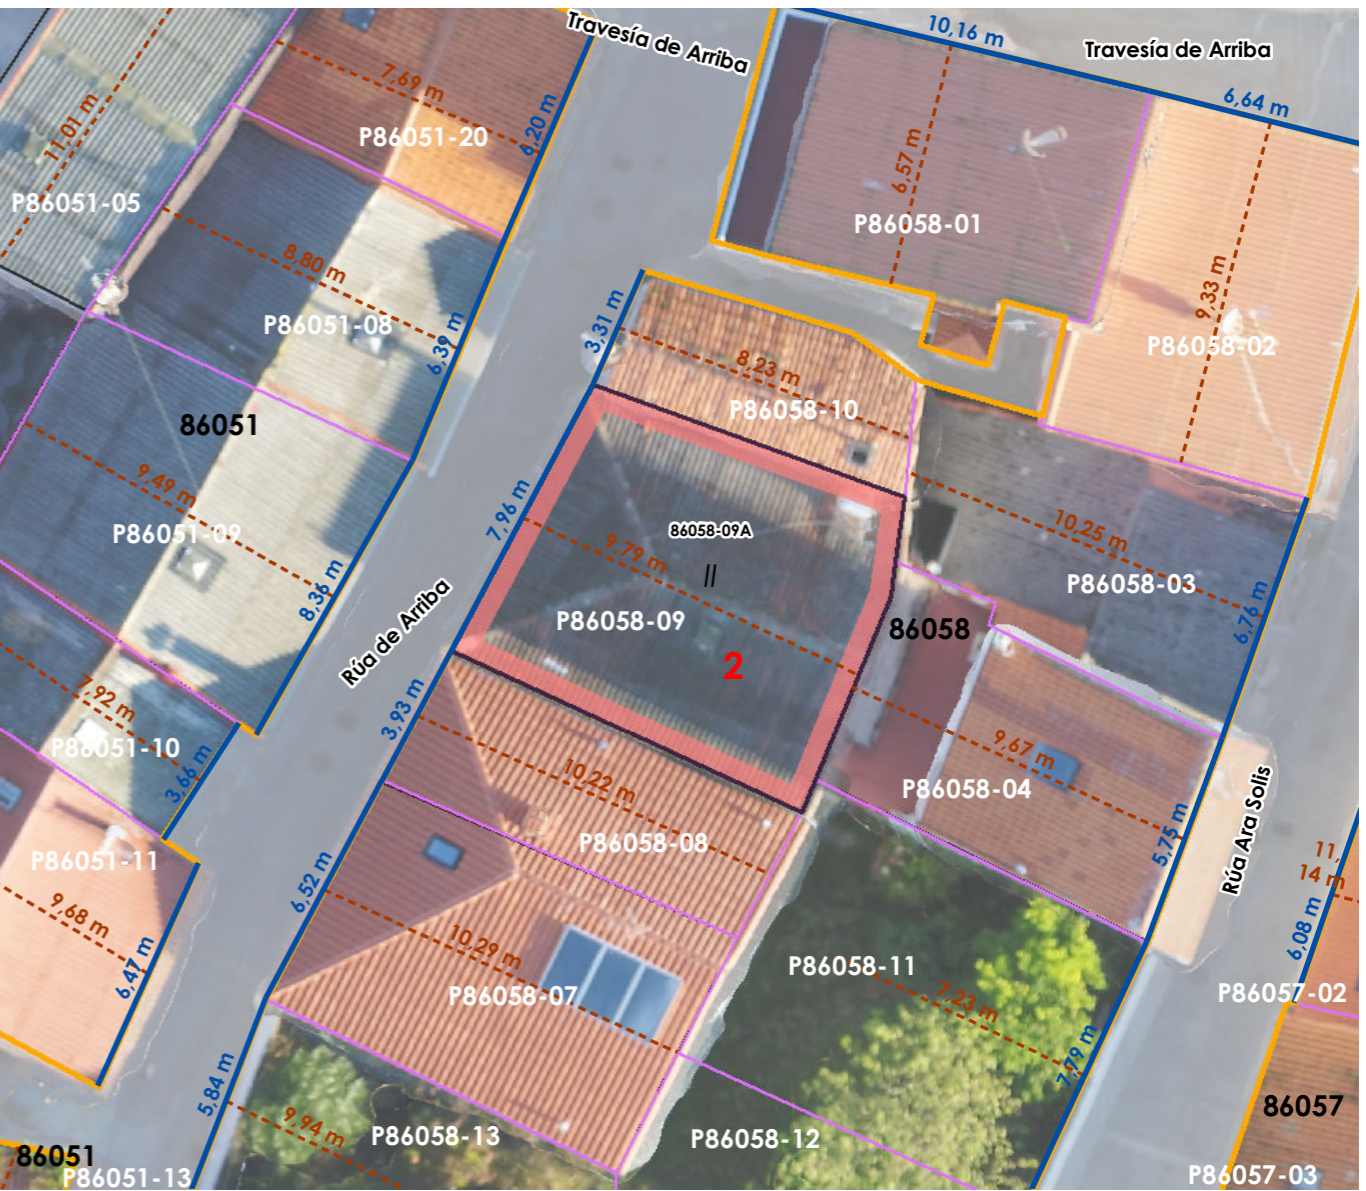 Travesía de Arriba
10,16 m
Travesía de Arriba
7,69 m
6,64 m
11,01 m
P86051-20
6,20 m
6,57 m
P86051-05
P86058-01
8,80 m
9,33 m
P86051-08
3,31 m
6,39 m
P86058-02
8,23 m
P86058-10
86051
9,49 m
7,96 m
P86051-09
86058-09A
10,25 m
9,79 m
II
P86058-03
8,36 m
P86058-09
86058
6,76 m
Rúa de Arriba
2
7,92 m
3,93 m
P86051-10
9,67 m
3,66 m
10,22 m
P86058-04
P86058-08
5,75 m
Rúa Ara Solis
P86051-11
11,
14 m
6,52 m
9,68 m
6,08 m
10,29 m
6,47 m
P86058-11
P86058-07
7,23 m
P86057-02
7,79 m
5,84 m
86057
9,94 m
P86058-13
P86058-12
86051
P86051-13
P86057-03